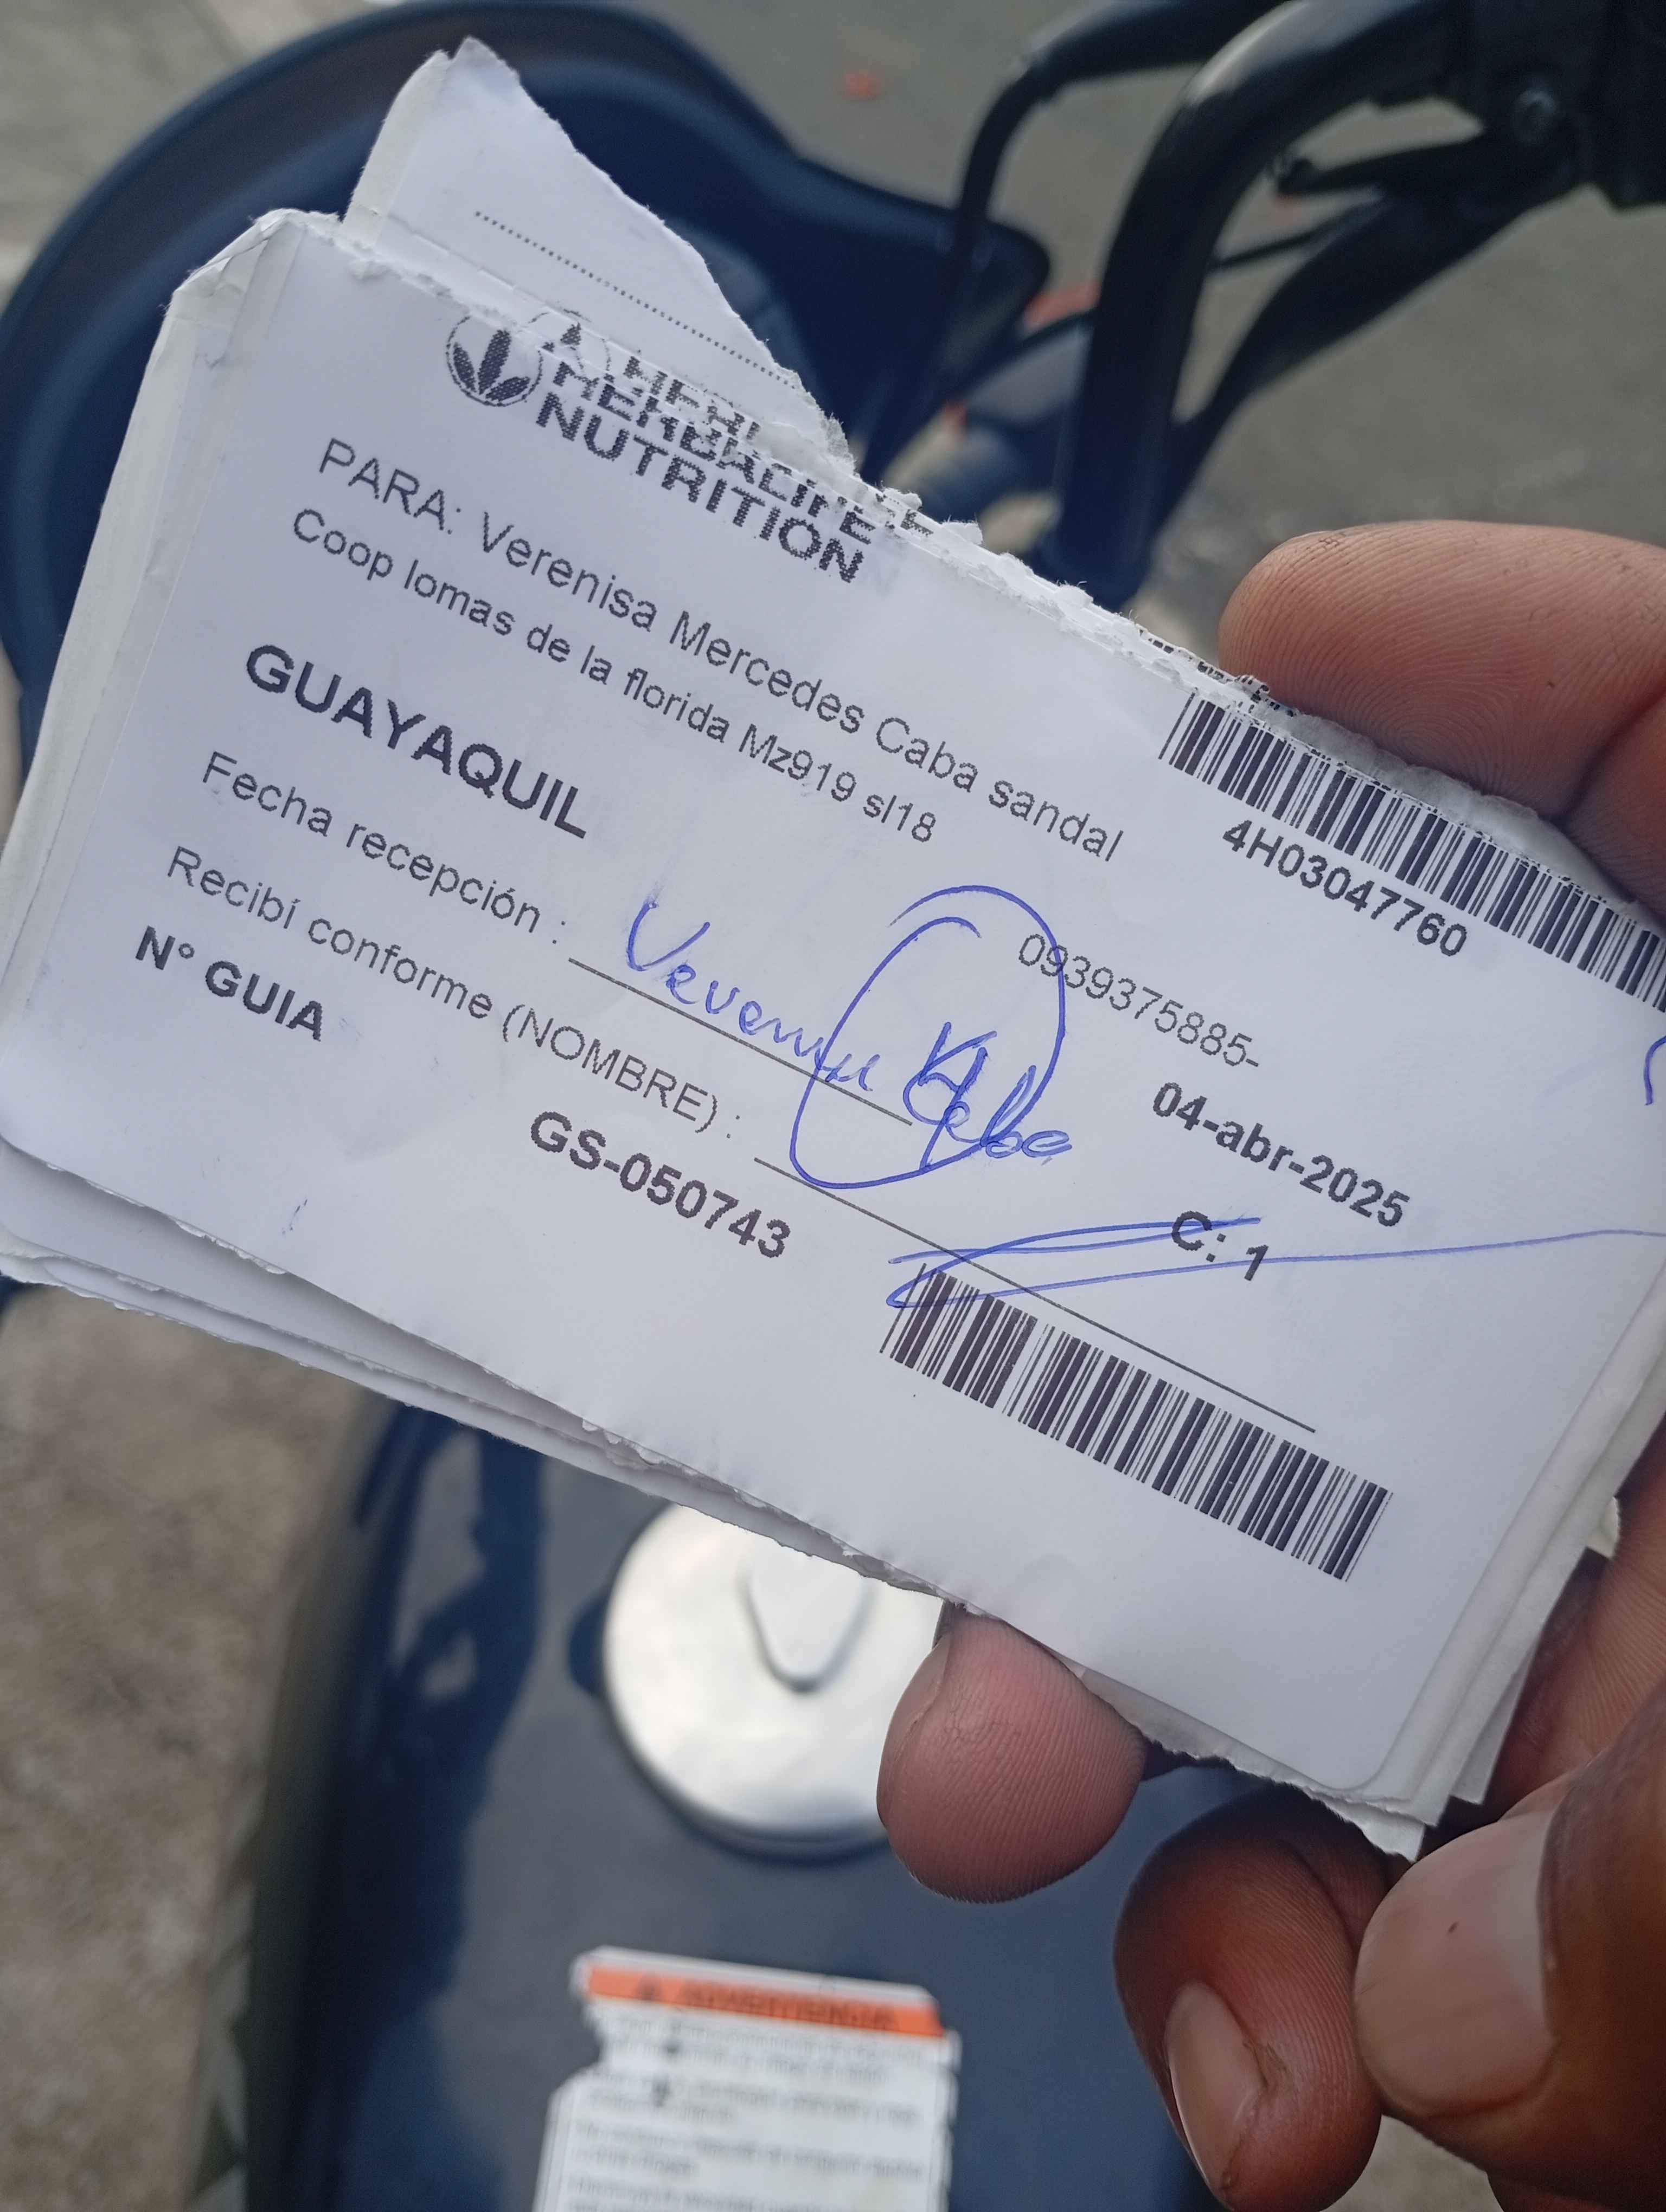 HERBALIFE
NUTRITION
4H03047760
PARA: Verenisa Mercedes Caba sandal
Coop lomas de la florida Mz919 sl18
0939375885-
GUAYAQUIL
04-abr-2025
Fecha recepción :
Recibí conforme (NOMBRE) :
C: 1
N° GUIA
GS-050743